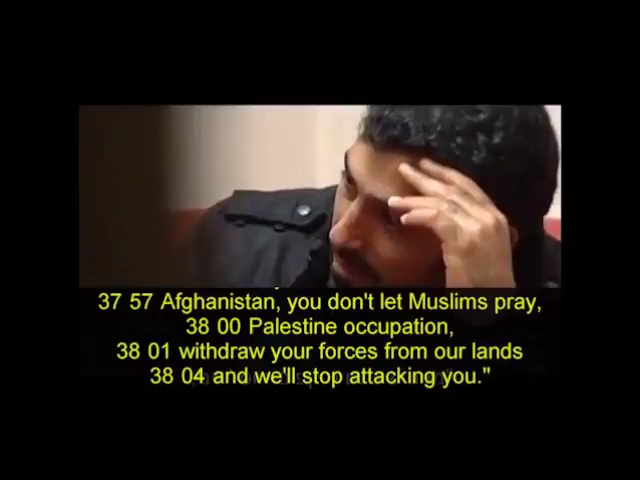 37 57 Afghanistan, you don't let Muslims pray,
38 00 Palestine occupation,
38 01 withdraw your forces from our lands
38 04 and we'll stop attacking you."